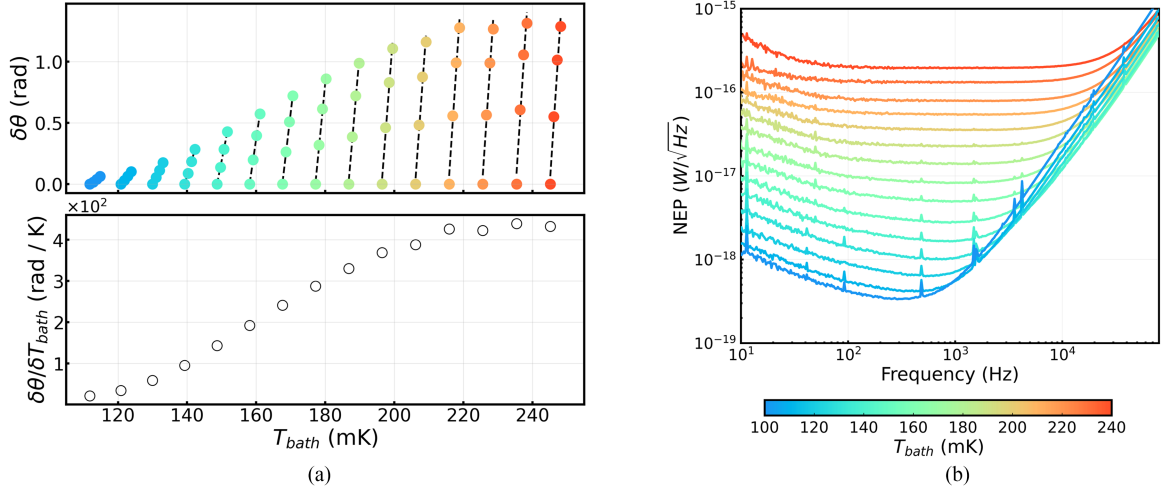 δθ (rad)
1.0
0.5
0.0
×10²
δθ/δT_bath (rad / K)
4
3
2
1
120 140 160 180 200 220 240
T_bath (mK)
(a)
NEP (W/√Hz)
10⁻¹⁵
10⁻¹⁶
10⁻¹⁷
10⁻¹⁸
10⁻¹⁹
10¹ 10² 10³ 10⁴
Frequency (Hz)
100 120 140 160 180 200 220 240
T_bath (mK)
(b)